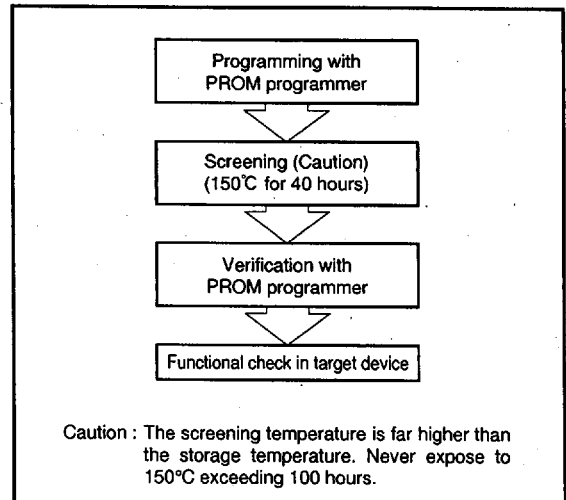 Programming with
PROM programmer
Screening (Caution)
(150℃ for 40 hours)
Verification with
PROM programmer
Functional check in target device
Caution : The screening temperature is far higher than
the storage temperature. Never expose to
150°C exceeding 100 hours.